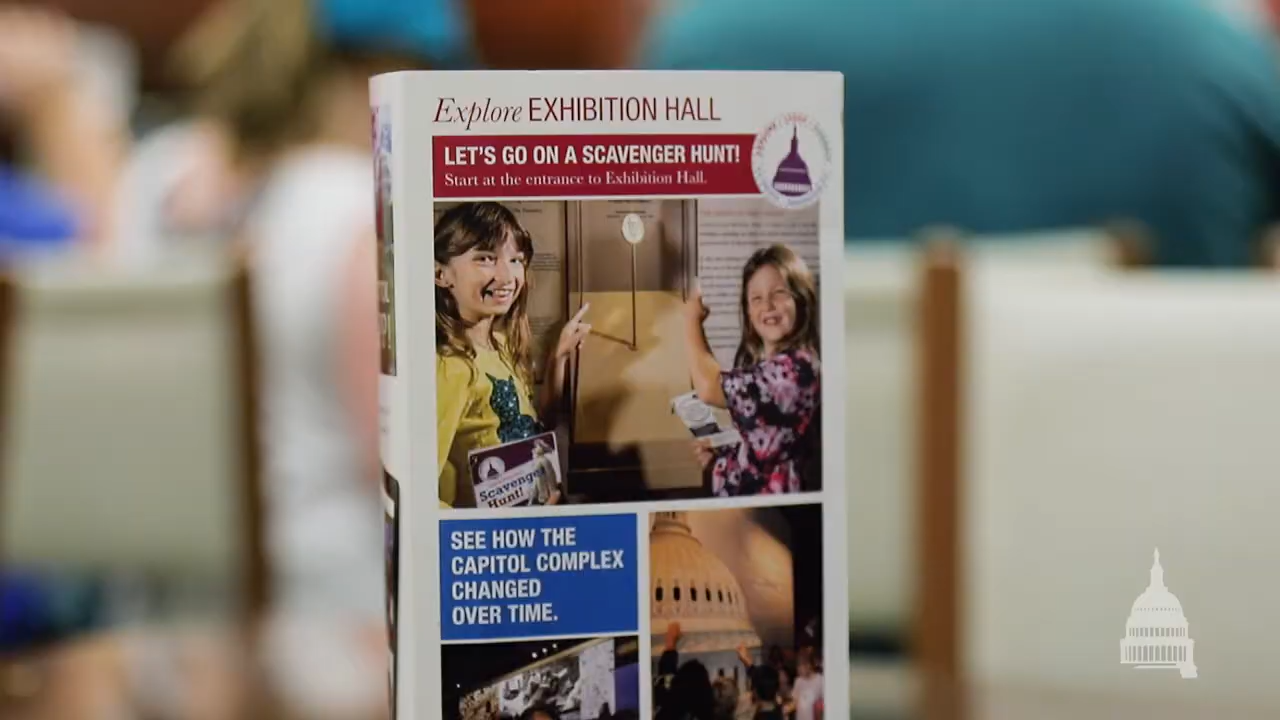 Explore EXHIBITION HALL
LET'S GO ON A SCAVENGER HUNT!
Start at the entrance to Exhibition Hall.
Scavenger
Hunt!
SEE HOW THE
CAPITOL COMPLEX
CHANGED
OVER TIME.